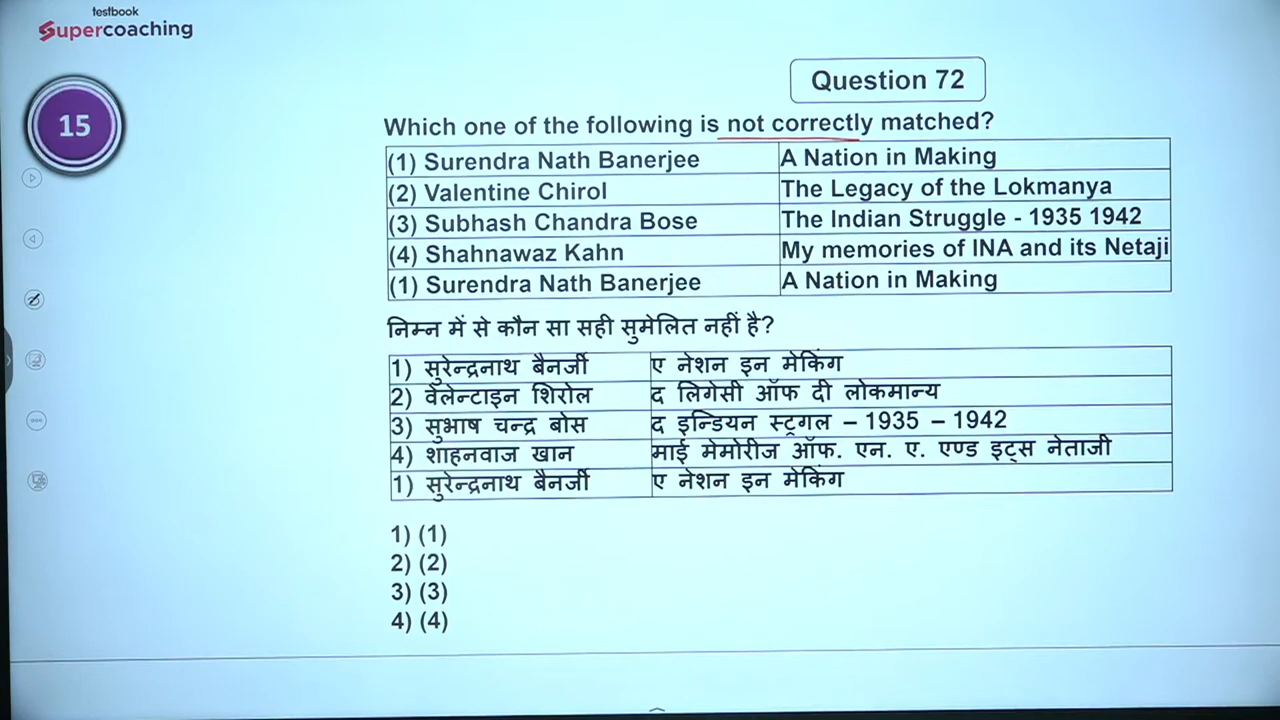 testbook
Supercoaching
15
Question 72
Which one of the following is not correctly matched?
(1) Surendra Nath Banerjee A Nation in Making
(2) Valentine Chirol The Legacy of the Lokmanya
(3) Subhash Chandra Bose The Indian Struggle - 1935 1942
(4) Shahnawaz Kahn My memories of INA and its Netaji
(1) Surendra Nath Banerjee A Nation in Making
निम्न में से कौन सा सही सुमेलित नहीं है?
1) सुरेन्द्रनाथ बैनर्जी ए नेशन इन मेकिंग
2) वैलेन्टाइन शिरोल द लिगेसी ऑफ दी लोकमान्य
3) सुभाष चन्द्र बोस द इन्डियन स्ट्रगल – 1935 – 1942
4) शाहनवाज खान माई मेमोरीज ऑफ. एन. ए. एण्ड इट्स नेताजी
1) सुरेन्द्रनाथ बैनर्जी ए नेशन इन मेकिंग
1) (1)
2) (2)
3) (3)
4) (4)